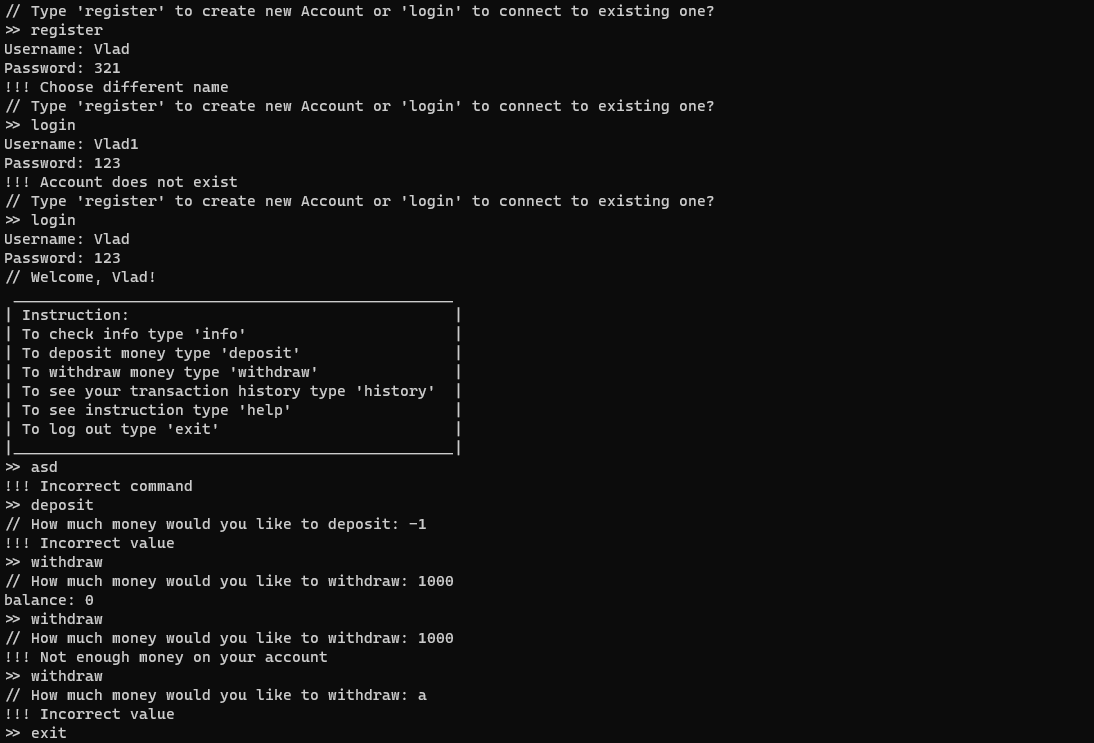 // Type 'register' to create new Account or 'login' to connect to existing one?
>> register
Username: Vlad
Password: 321
!!! Choose different name
// Type 'register' to create new Account or 'login' to connect to existing one?
>> login
Username: Vlad1
Password: 123
!!! Account does not exist
// Type 'register' to create new Account or 'login' to connect to existing one?
>> login
Username: Vlad
Password: 123
// Welcome, Vlad!
| Instruction: |
| To check info type 'info' |
| To deposit money type 'deposit' |
| To withdraw money type 'withdraw' |
| To see your transaction history type 'history' |
| To see instruction type 'help' |
| To log out type 'exit' |
>> asd
!!! Incorrect command
>> deposit
// How much money would you like to deposit: -1
!!! Incorrect value
>> withdraw
// How much money would you like to withdraw: 1000
balance: 0
>> withdraw
// How much money would you like to withdraw: 1000
!!! Not enough money on your account
>> withdraw
// How much money would you like to withdraw: a
!!! Incorrect value
>> exit